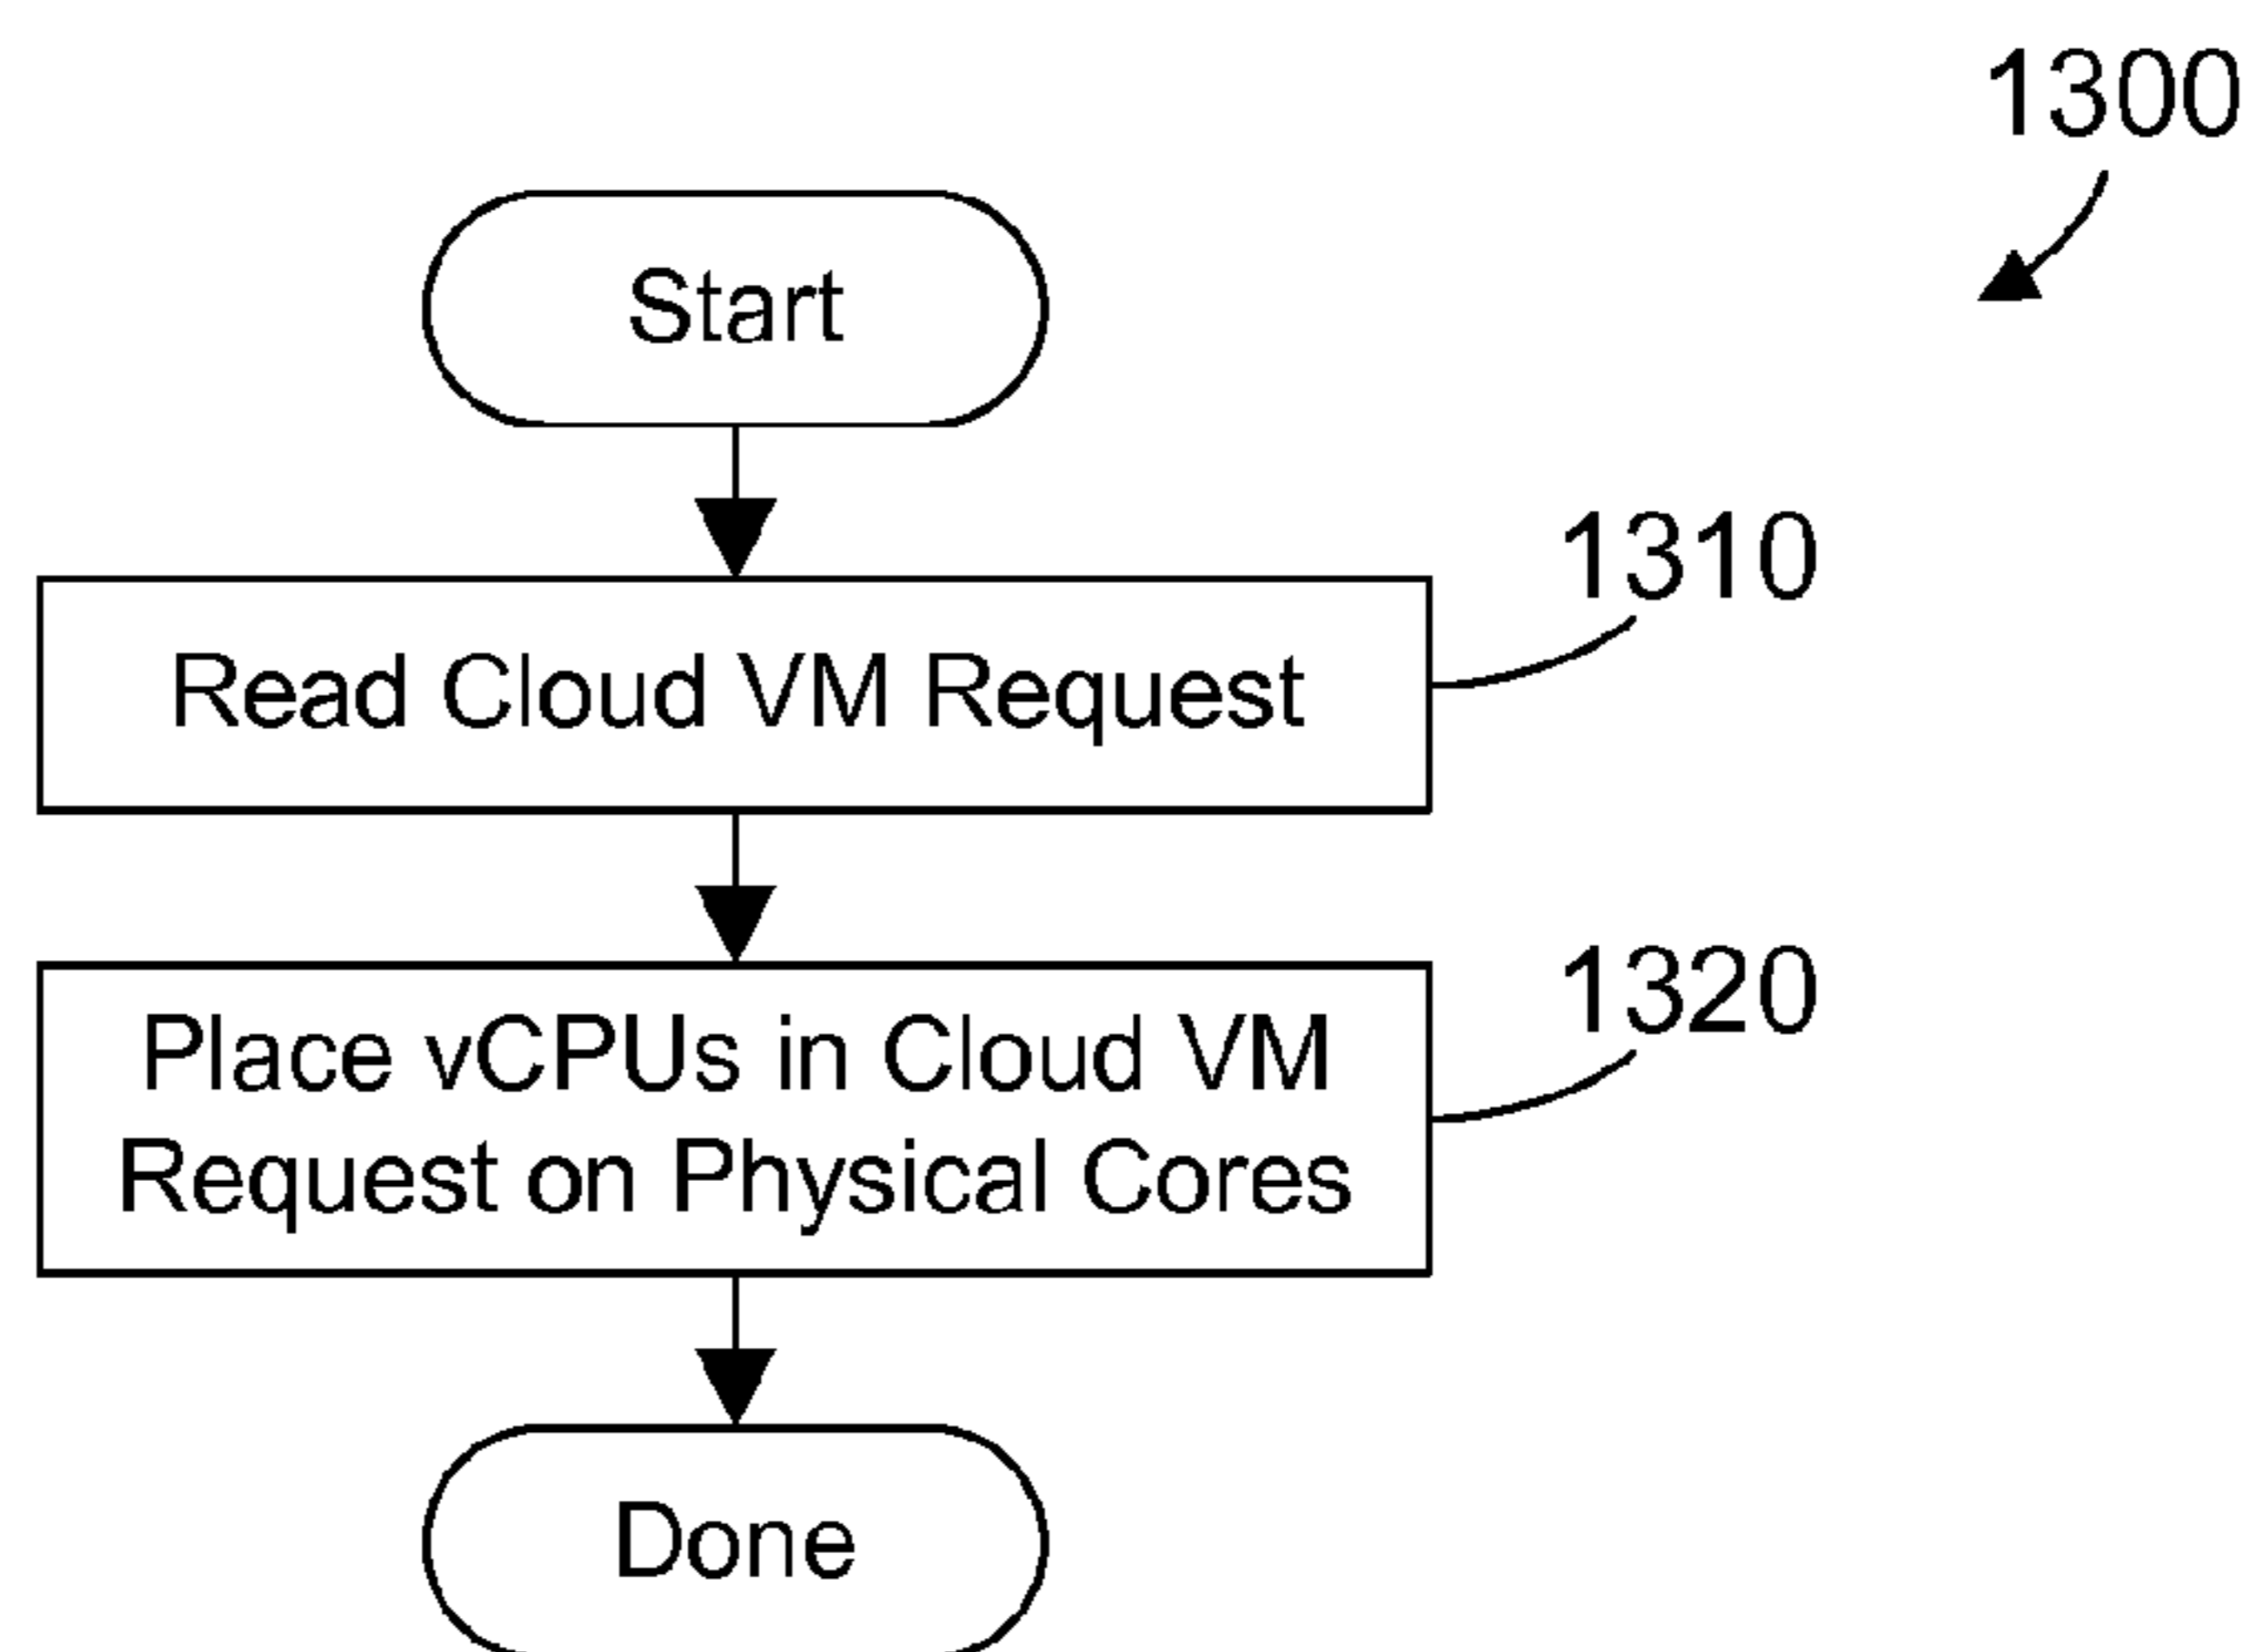 1300
Start
1310
Read Cloud VM Request
1320
Place vCPUs in Cloud VM
Request on Physical Cores
Done